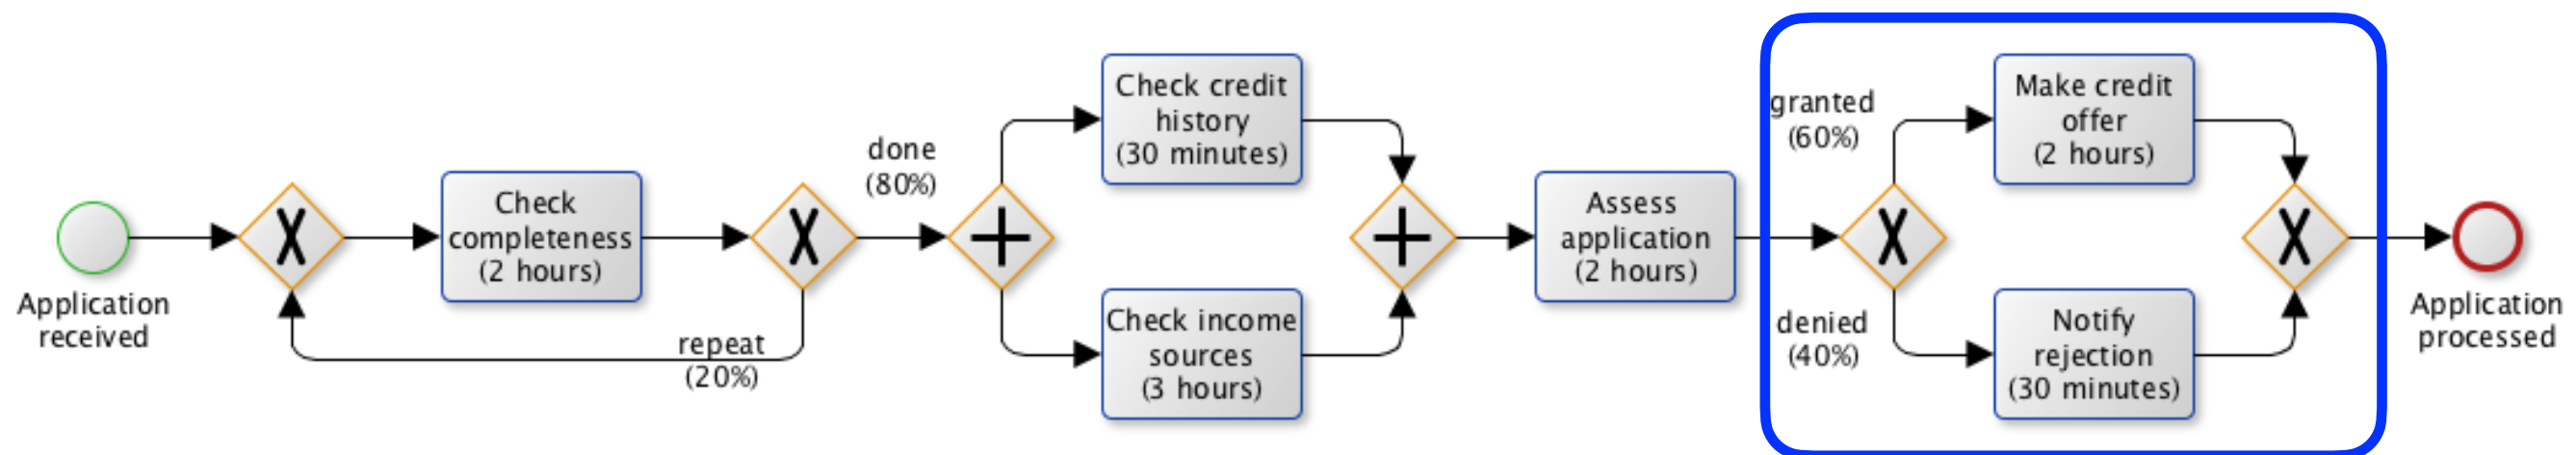 Application
received
Check
completeness
(2 hours)
repeat
(20%)
done
(80%)
Check credit
history
(30 minutes)
Check income
sources
(3 hours)
Assess
application
(2 hours)
granted
(60%)
denied
(40%)
Make credit
offer
(2 hours)
Notify
rejection
(30 minutes)
Application
processed